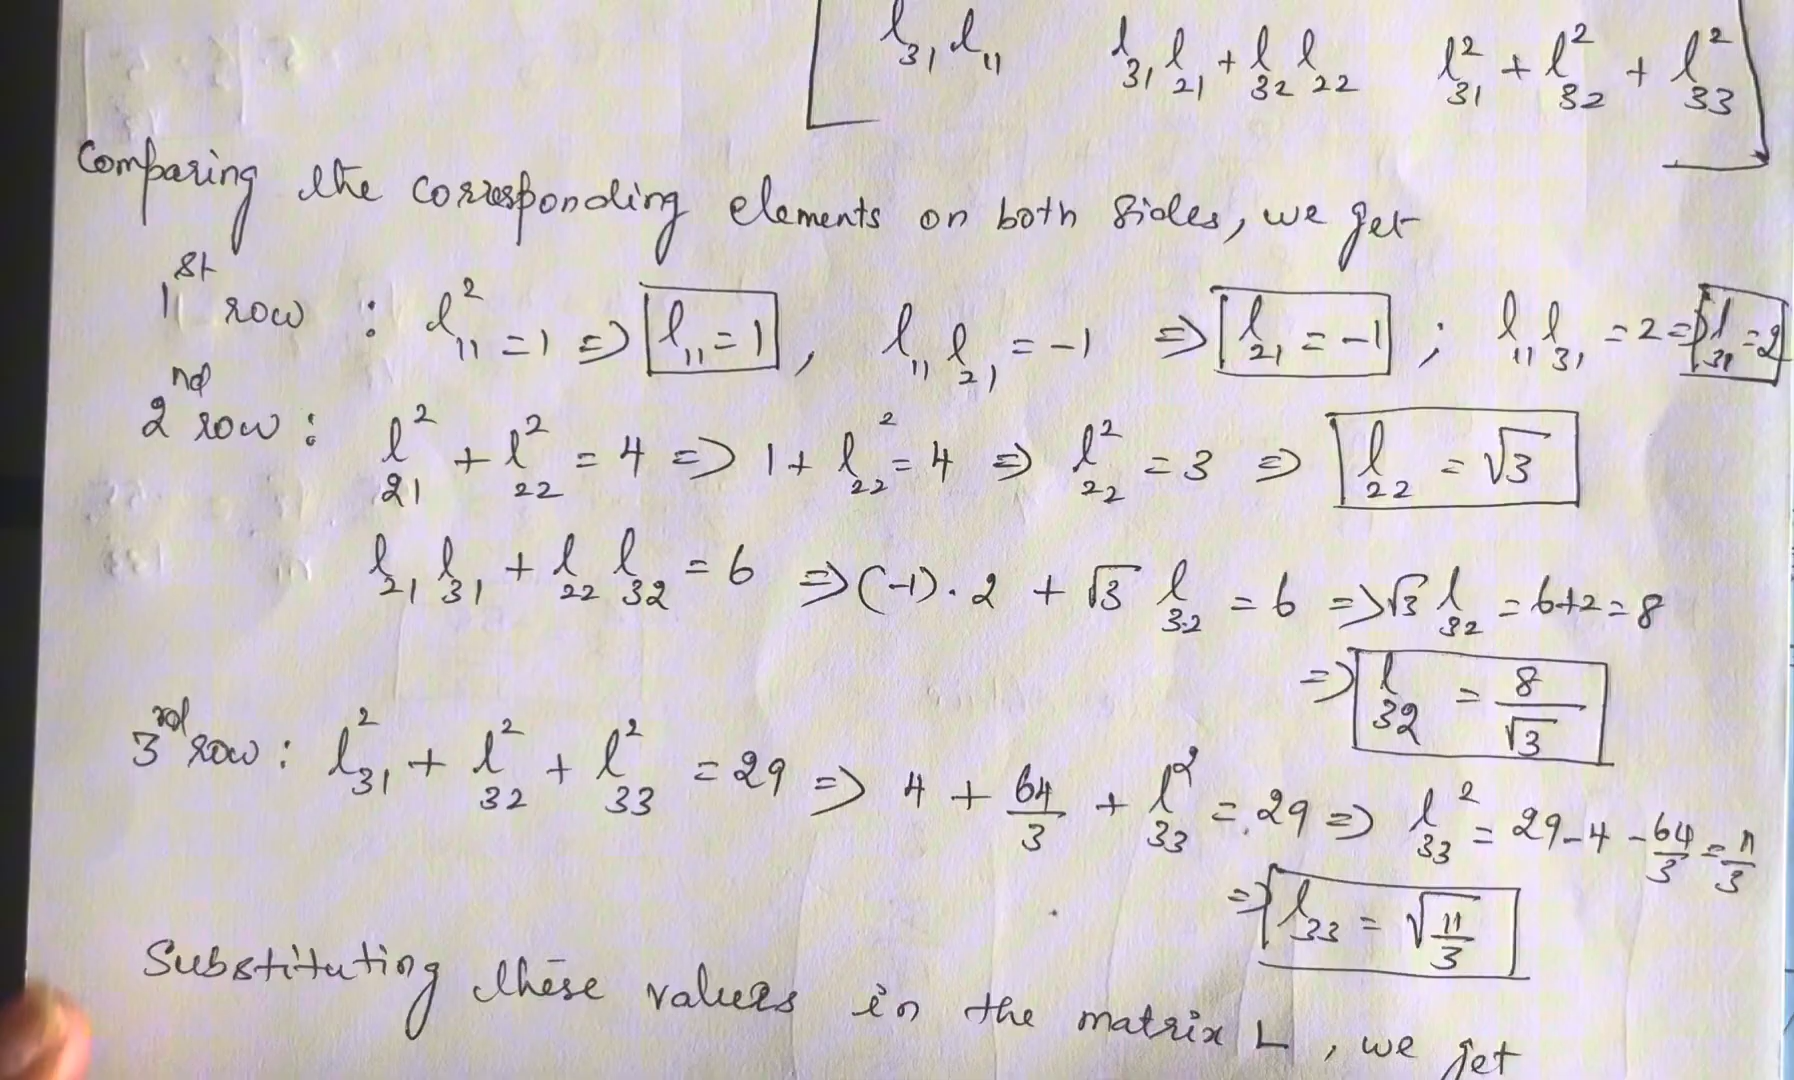 l₃₁ l₁₁   l₃₁ l₂₁ + l₃₂ l₂₂   l₃₁² + l₃₂² + l₃₃²
Comparing the corresponding elements on both sides, we get
1st row : l₁₁² = 1 ⇒ l₁₁ = 1 , l₁₁ l₂₁ = -1 ⇒ l₂₁ = -1 ; l₁₁ l₃₁ = 2 ⇒ l₃₁ = 2
2nd row : l₂₁² + l₂₂² = 4 ⇒ 1 + l₂₂² = 4 ⇒ l₂₂² = 3 ⇒ l₂₂ = √3
l₂₁ l₃₁ + l₂₂ l₃₂ = 6 ⇒ (-1). 2 + √3 l₃₂ = 6 ⇒ √3 l₃₂ = 6+2 = 8
⇒ l₃₂ = 8/√3
3rd row : l₃₁² + l₃₂² + l₃₃² = 29 ⇒ 4 + 64/3 + l₃₃² = 29 ⇒ l₃₃² = 29-4-64/3 = 11/3
⇒ l₃₃ = √11/3
Substituting these values in the matrix L , we get